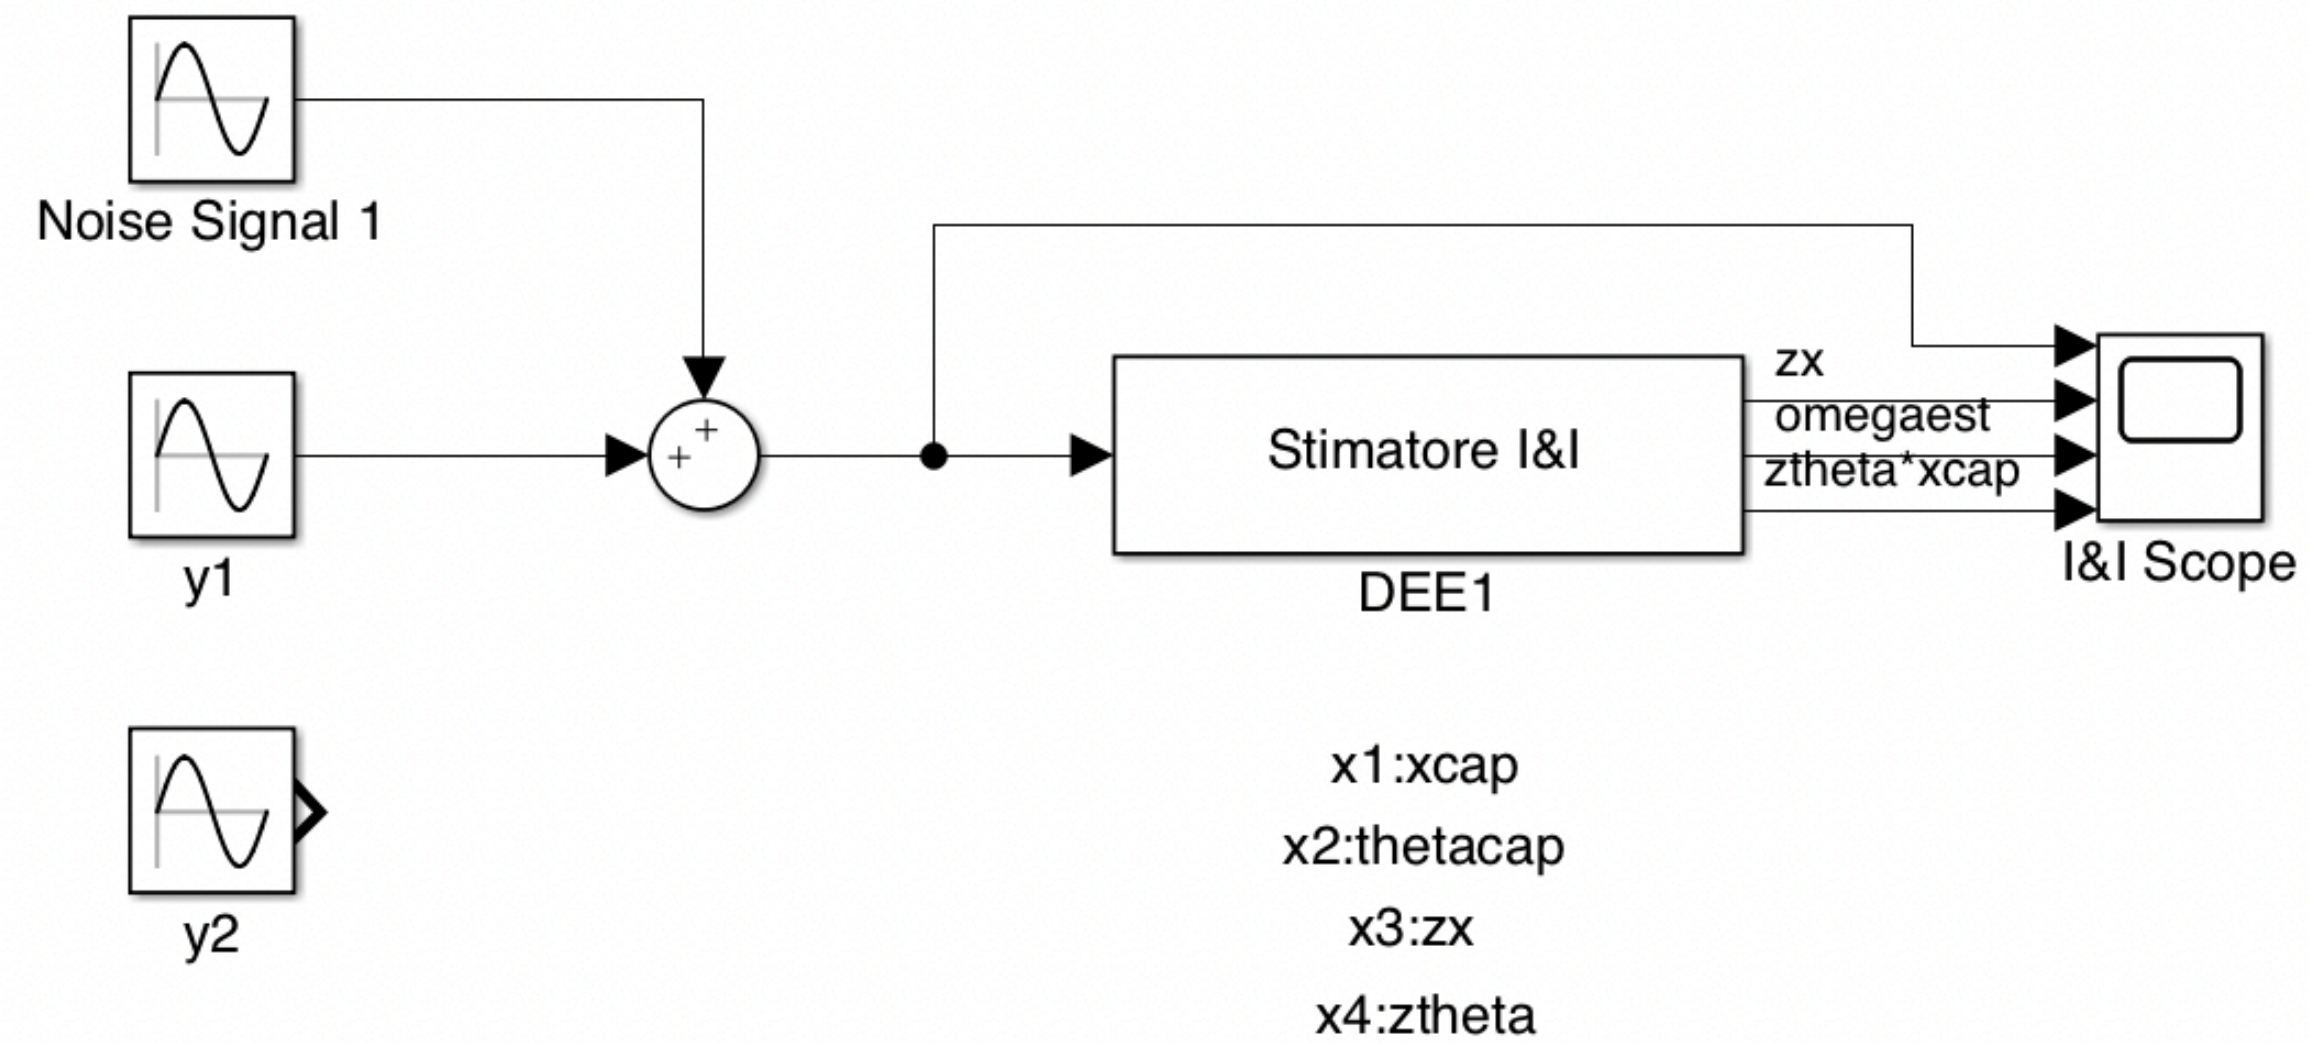 Noise Signal 1
y1
+
+
Stimatore I&I
DEE1
zx
omegaest
ztheta*xcap
I&I Scope
y2
x1:xcap
x2:thetacap
x3:zx
x4:ztheta